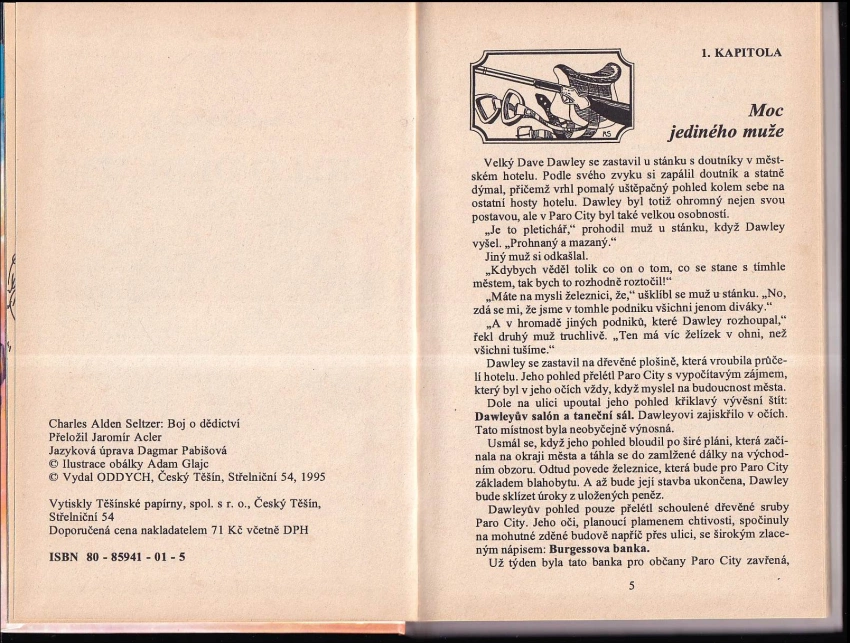 Charles Alden Seltzer: Boj o dědictví
Přeložil Jaromír Acler
Jazyková úprava Dagmar Pabišová
© Ilustrace obálky Adam Glajc
© Vydal ODDYCH, Český Těšín, Střelniční 54, 1995
Vytiskly Těšínské papírny, spol. s r. o., Český Těšín,
Střelniční 54
Doporučená cena nakladatelem 71 Kč včetně DPH
ISBN 80 - 85941 - 01 - 5
1. KAPITOLA
RS
Moc
jediného muže
Velký Dave Dawley se zastavil u stánku s doutníky v měst-
ském hotelu. Podle svého zvyku si zapálil doutník a statně
dýmal, přičemž vrhl pomalý uštěpačný pohled kolem sebe na
ostatní hosty hotelu. Dawley byl totiž ohromný nejen svou
postavou, ale v Paro City byl také velkou osobností.
„Je to pletichář,“ prohodil muž u stánku, když Dawley
vyšel. „Prohnaný a mazaný.“
Jiný muž si odkašlal.
„Kdybych věděl tolik co on o tom, co se stane s tímhle
městem, tak bych to rozhodně roztočil!“
„Máte na mysli železnici, že,“ ušklíbl se muž u stánku. „No,
zdá se mi, že jsme v tomhle podniku všichni jenom diváky.“
„A v hromadě jiných podniků, které Dawley rozhoupal,“
řekl druhý muž truchlivě. „Ten má víc želízek v ohni, než
všichni tušíme.“
Dawley se zastavil na dřevěné plošině, která vroubila průče-
lí hotelu. Jeho pohled přelétl Paro City s vypočítavým zájmem,
který byl v jeho očích vždy, když myslel na budoucnost města.
Dole na ulici upoutal jeho pohled křiklavý vývěsní štít:
Dawleyův salón a taneční sál. Dawleyovi zajiskřilo v očích.
Tato místnost byla neobyčejně výnosná.
Usmál se, když jeho pohled bloudil po širé pláni, která začí-
nala na okraji města a táhla se do zamlžené dálky na východ-
ním obzoru. Odtud povede železnice, která bude pro Paro City
základem blahobytu. A až bude její stavba ukončena, Dawley
bude sklízet úroky z uložených peněz.
Dawleyův pohled pouze přelétl schoulené dřevěné sruby
Paro City. Jeho oči, planoucí plamenem chtivosti, spočinuly
na mohutné zděné budově napříč přes ulici, se širokým zlace-
ným nápisem: Burgessova banka.
Už týden byla tato banka pro občany Paro City zavřená,
5